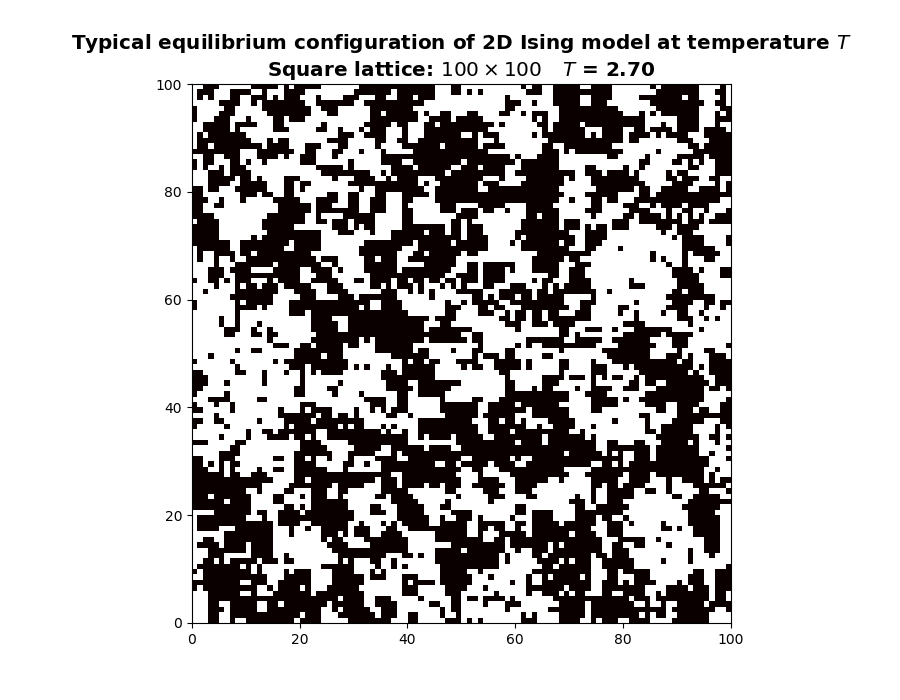 Typical equilibrium configuration of 2D Ising model at temperature T
Square lattice: 100 × 100 T = 2.70
100
80
60
40
20
0
0 20 40 60 80 100